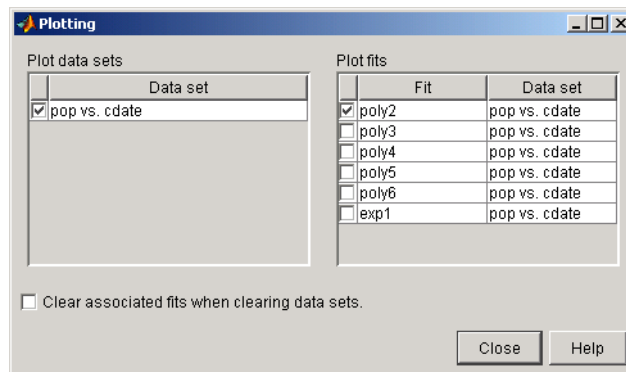 Plotting
Plot data sets
Data set
pop vs. cdate
Plot fits
Fit Data set
poly2 pop vs. cdate
poly3 pop vs. cdate
poly4 pop vs. cdate
poly5 pop vs. cdate
poly6 pop vs. cdate
exp1 pop vs. cdate
Clear associated fits when clearing data sets.
Close Help